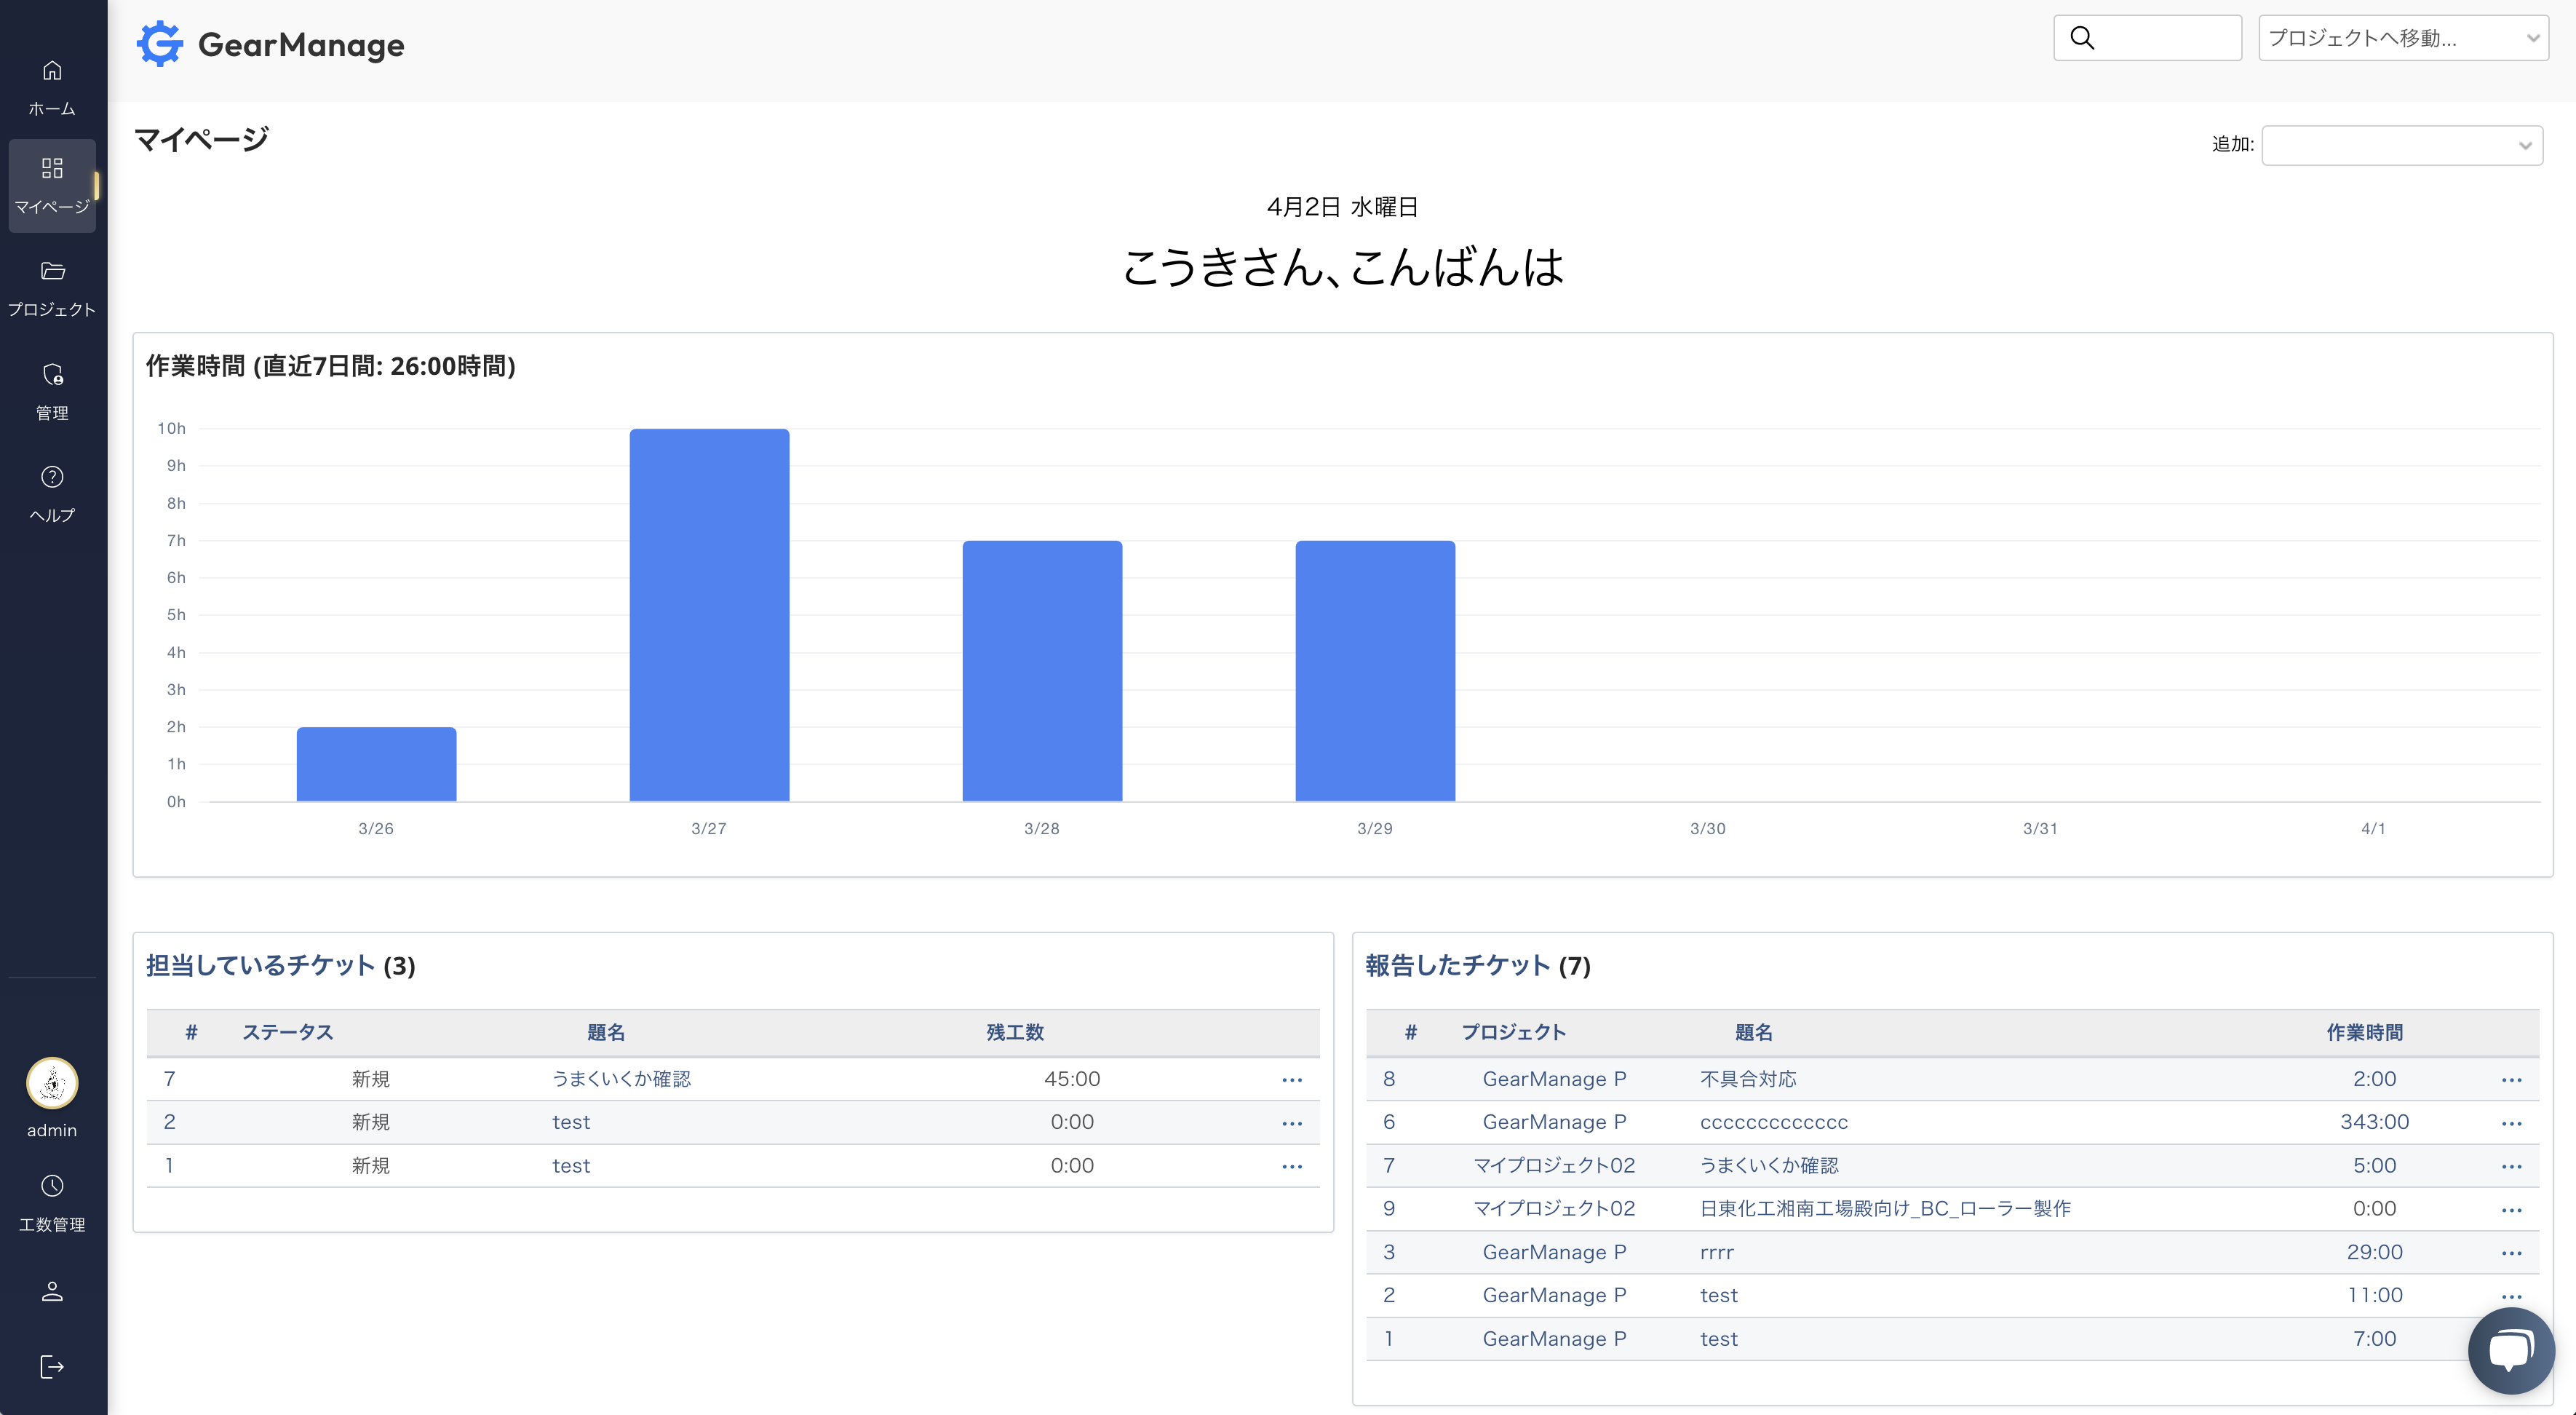 ホーム
マイページ
プロジェクト
管理
ヘルプ
admin
工数管理
GearManage
プロジェクトへ移動...
マイページ
追加:
4月2日 水曜日
こうきさん、こんばんは
作業時間 (直近7日間: 26:00時間)
10h
9h
8h
7h
6h
5h
4h
3h
2h
1h
0h
3/26 3/27 3/28 3/29 3/30 3/31 4/1
担当しているチケット (3)
# ステータス 題名 残工数
7 新規 うまくいくか確認 45:00 ...
2 新規 test 0:00 ...
1 新規 test 0:00 ...
報告したチケット (7)
# プロジェクト 題名 作業時間
8 GearManage P 不具合対応 2:00 ...
6 GearManage P ccccccccccccc 343:00 ...
7 マイプロジェクト02 うまくいくか確認 5:00 ...
9 マイプロジェクト02 日東化工湘南工場殿向け_BC_ローラー製作 0:00 ...
3 GearManage P rrrr 29:00 ...
2 GearManage P test 11:00 ...
1 GearManage P test 7:00